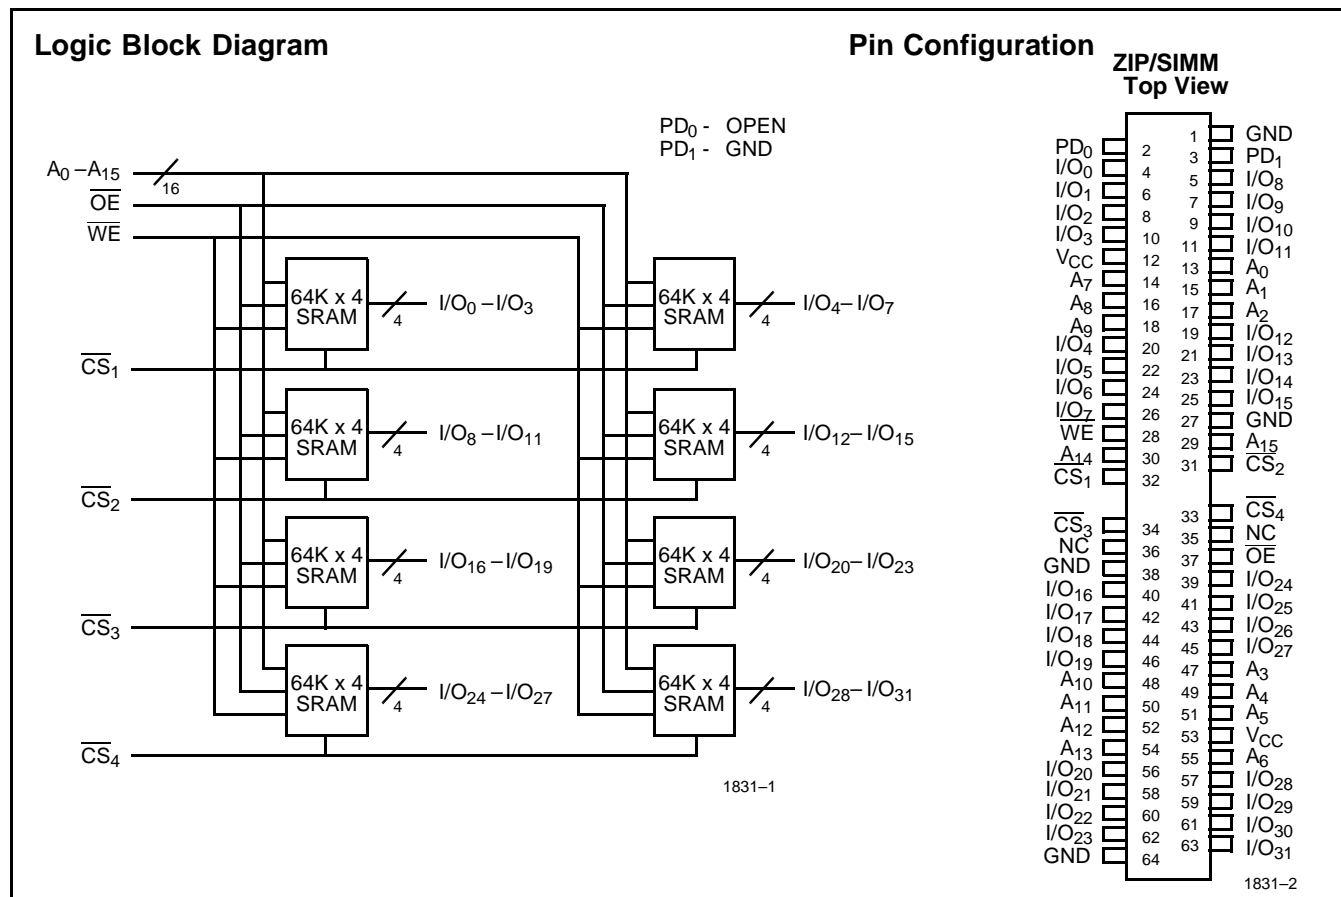 Logic Block Diagram
PD0 - OPEN
PD1 - GND
A0–A15
16
OE
WE
64K x 4
SRAM
4
I/O0–I/O3
64K x 4
SRAM
4
I/O4–I/O7
CS1
64K x 4
SRAM
4
I/O8–I/O11
64K x 4
SRAM
4
I/O12–I/O15
CS2
64K x 4
SRAM
4
I/O16–I/O19
64K x 4
SRAM
4
I/O20–I/O23
CS3
64K x 4
SRAM
4
I/O24–I/O27
64K x 4
SRAM
4
I/O28–I/O31
CS4
1831–1
Pin Configuration
ZIP/SIMM
Top View
1 GND
PD0 2
3 PD1
I/O0 4
5 I/O8
I/O1 6
7 I/O9
I/O2 8
9 I/O10
I/O3 10
11 I/O11
VCC 12
13 A0
A7 14
15 A1
A8 16
17 A2
A9 18
19 I/O12
I/O4 20
21 I/O13
I/O5 22
23 I/O14
I/O6 24
25 I/O15
I/O7 26
27 GND
WE 28
29 A15
A14 30
31 CS2
CS1 32
33 CS4
CS3 34
35 NC
NC 36
37 OE
GND 38
39 I/O24
I/O16 40
41 I/O25
I/O17 42
43 I/O26
I/O18 44
45 I/O27
I/O19 46
47 A3
A10 48
49 A4
A11 50
51 A5
A12 52
53 VCC
A13 54
55 A6
I/O20 56
57 I/O28
I/O21 58
59 I/O29
I/O22 60
61 I/O30
I/O23 62
63 I/O31
GND 64
1831–2